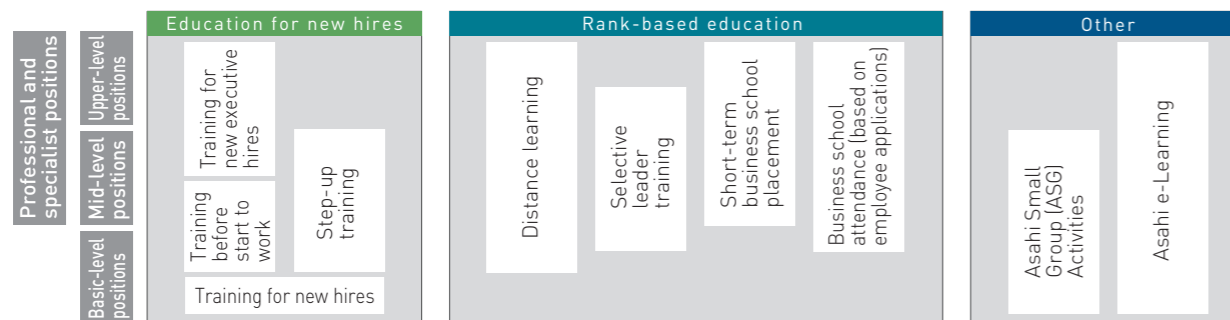 Education for new hires
Rank-based education
Other
Professional and
specialist positions
Upper-level
positions
Mid-level
positions
Basic-level
positions
Training for
new executive
hires
Training
before
start to
work
Step-up
training
Training for new hires
Distance learning
Selective
leader
training
Short-term
business school
placement
Business school
attendance (based on
employee applications)
Asahi Small
Group (ASG)
Activities
Asahi e-Learning